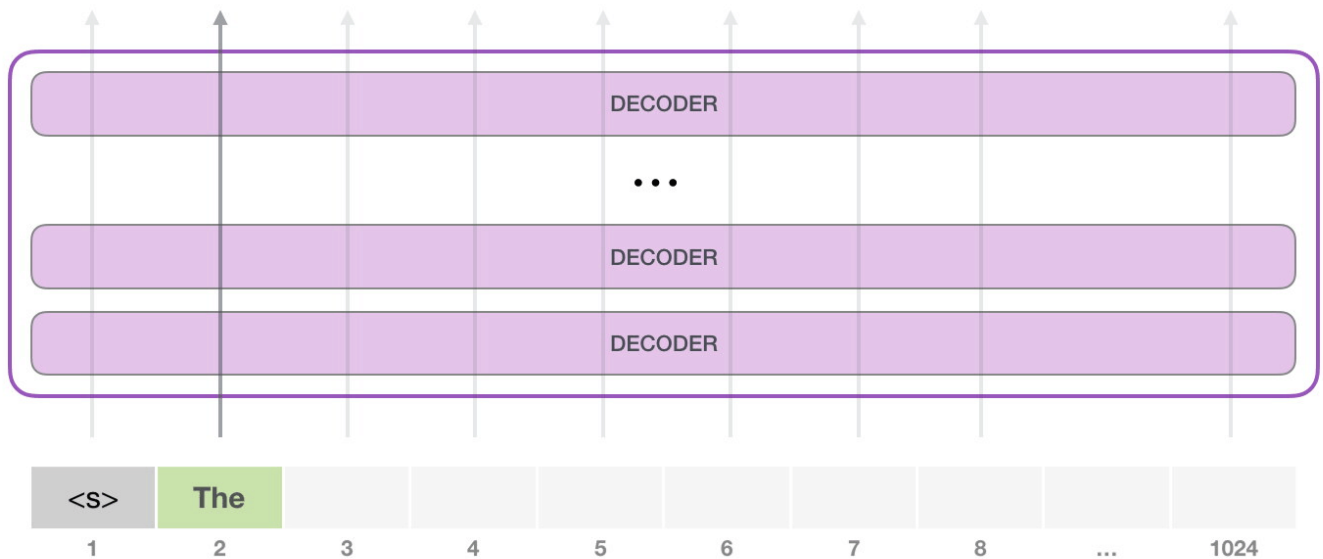 DECODER
...
DECODER
DECODER
<s> The
1 2 3 4 5 6 7 8 ... 1024